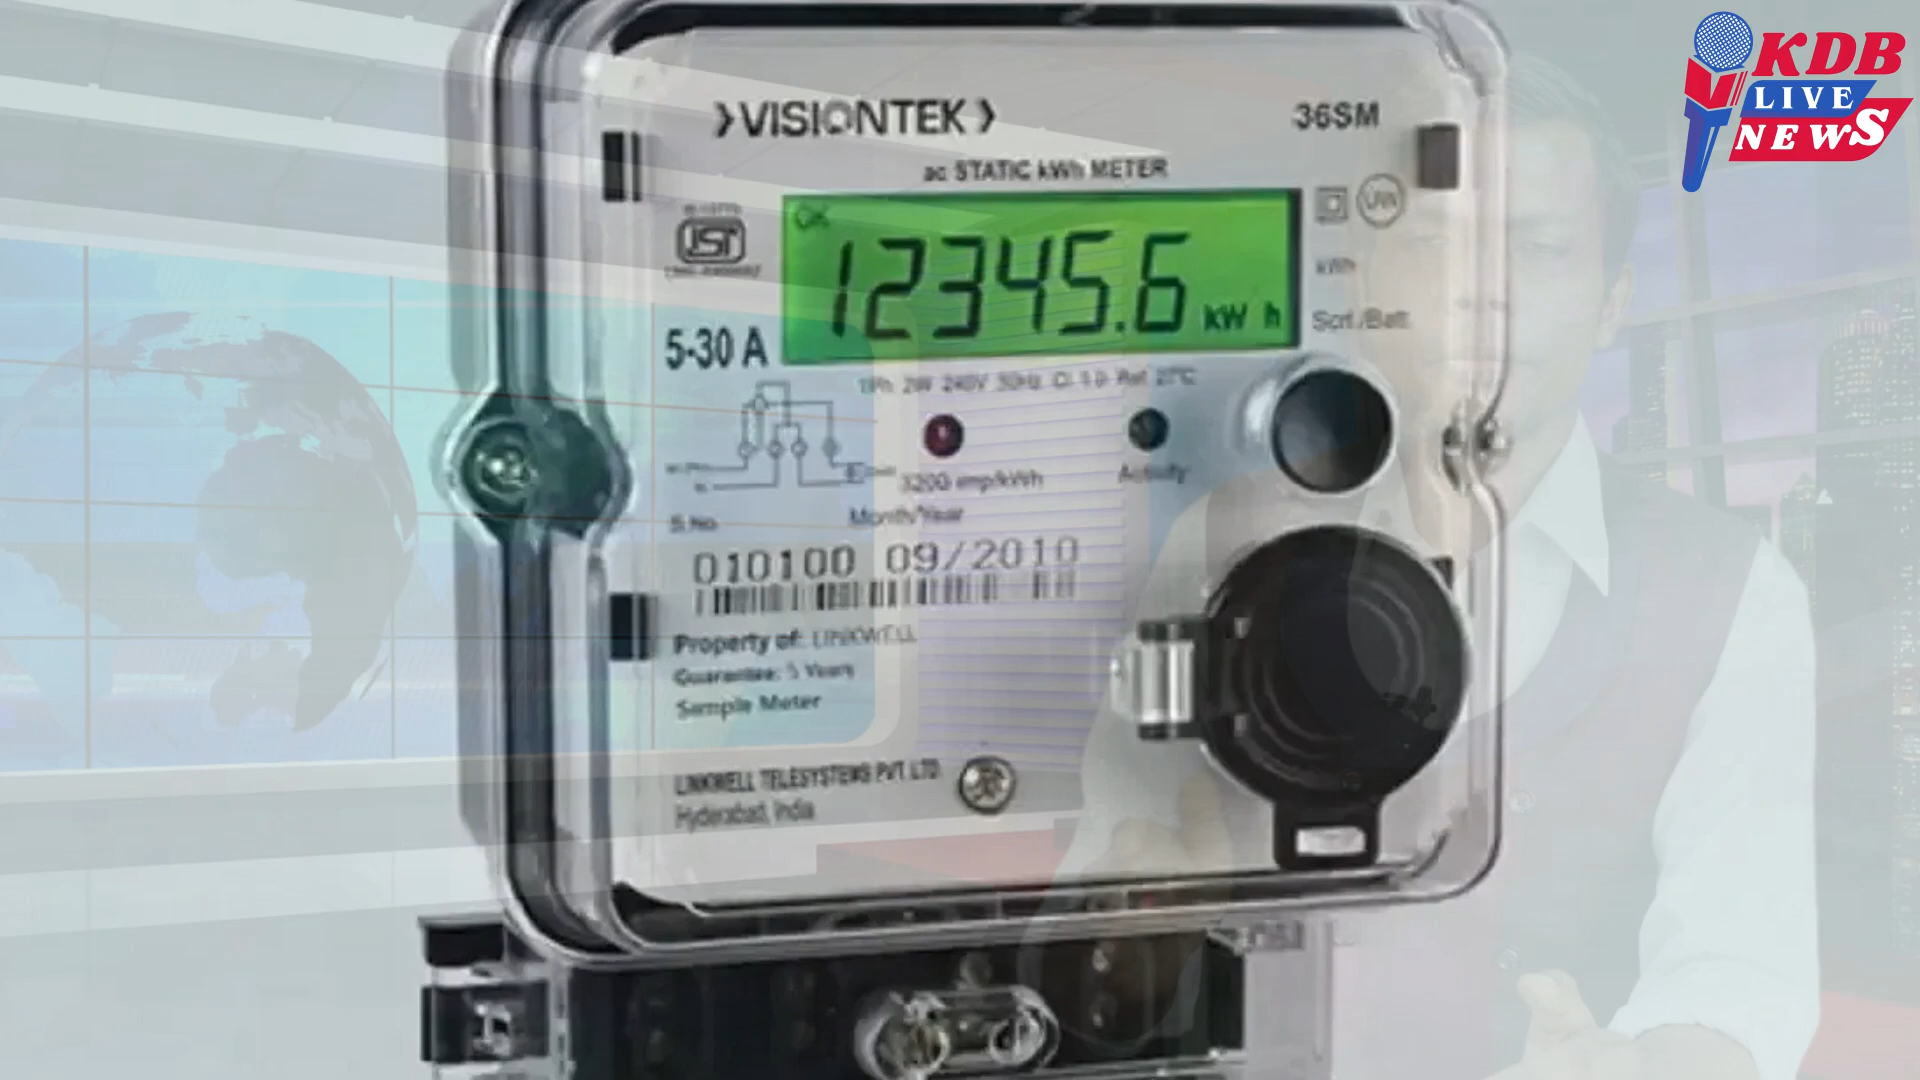 KDB
LIVE
NEWS
VISIONTEK
36SM
ac STATIC kWh METER
OK
12345.6 kW h
kWh
5-30 A
3200 imp/kWh
Activity
S.No.
Month/Year
010100 09/2010
Property of: LINKWELL
Guarantee: 5 Years
Sample Meter
LINKWELL TELESYSTEMS PVT. LTD.
Hyderabad, India